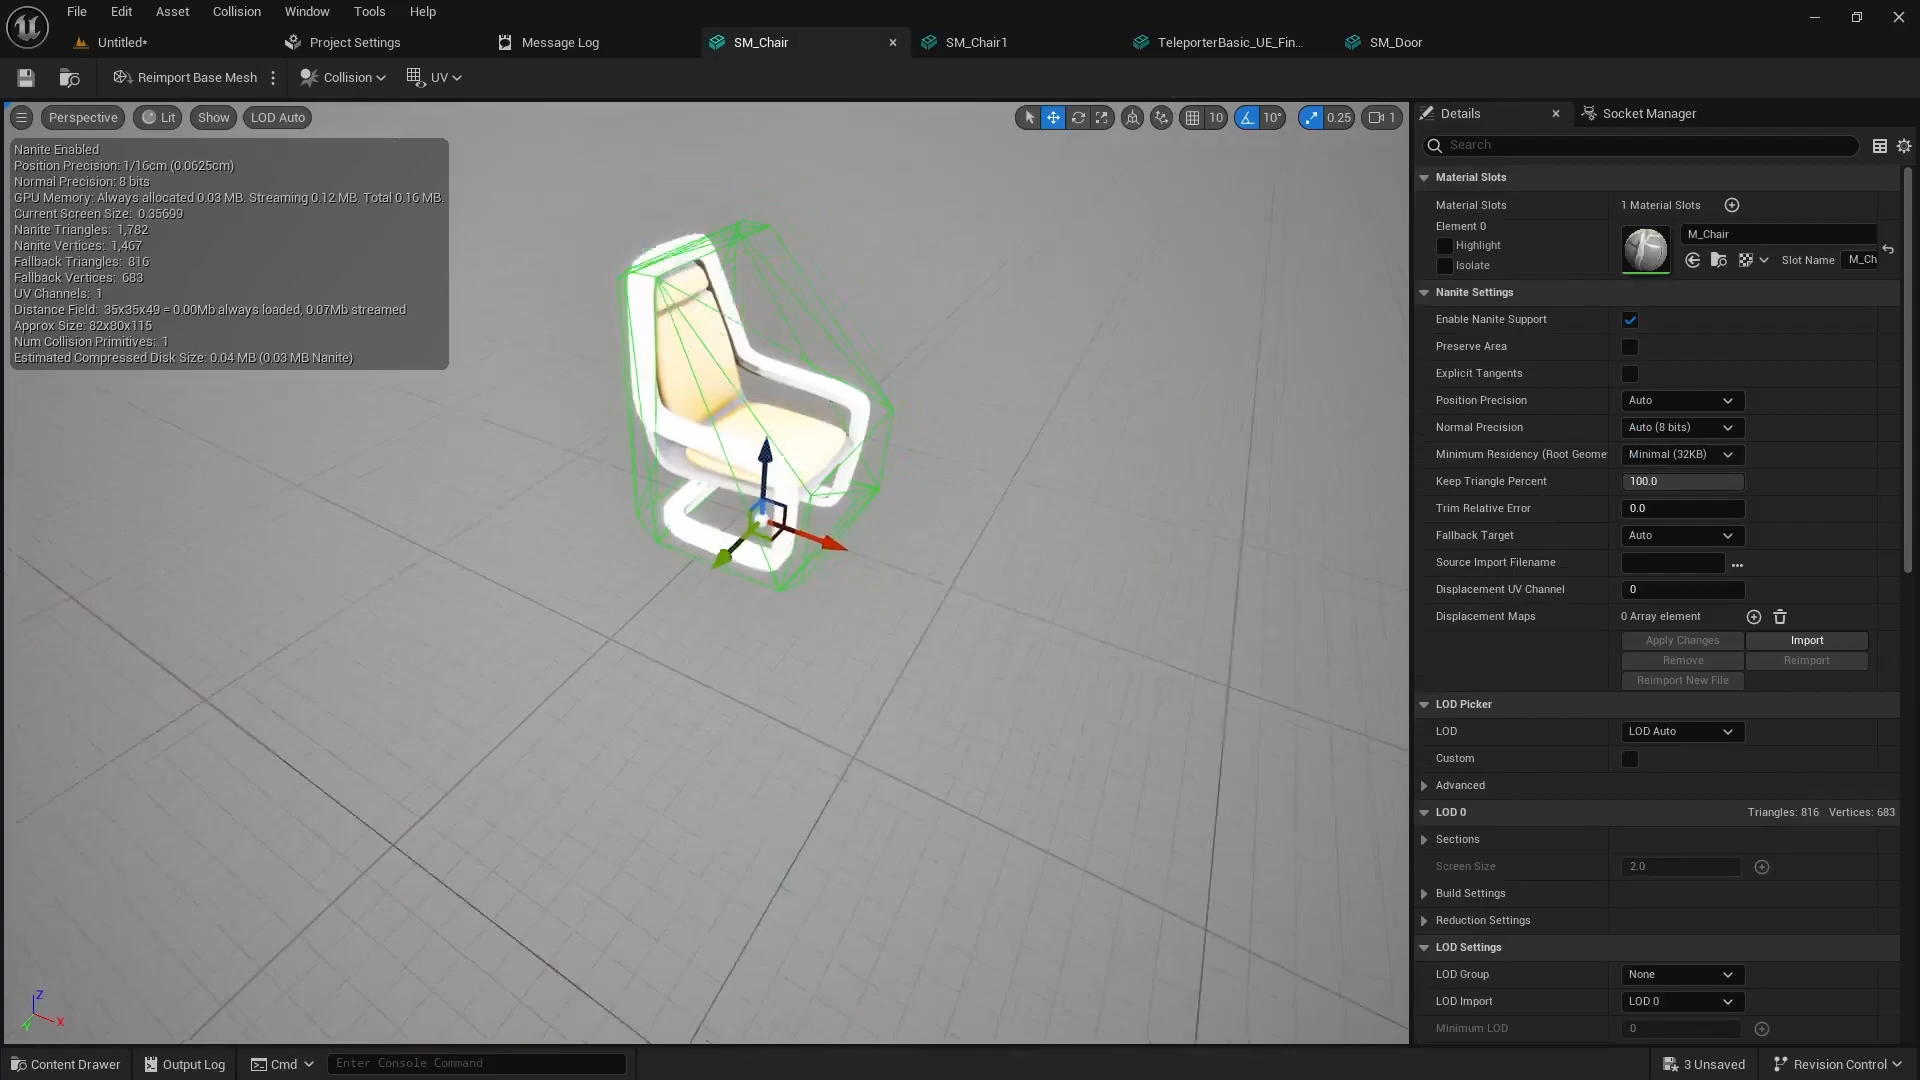 File Edit Asset Collision Window Tools Help
Untitled* Project Settings Message Log SM_Chair SM_Chair1 TeleporterBasic_UE_Fin... SM_Door
Reimport Base Mesh Collision UV
Perspective Lit Show LOD Auto 10 10° 0.25 1
Nanite Enabled
Position Precision: 1/16cm (0.0625cm)
Normal Precision: 8 bits
GPU Memory: Always allocated 0.03 MB. Streaming 0.12 MB. Total 0.16 MB.
Current Screen Size: 0.35699
Nanite Triangles: 1,782
Nanite Vertices: 1,467
Fallback Triangles: 816
Fallback Vertices: 683
UV Channels: 1
Distance Field: 35x35x49 = 0.00Mb always loaded, 0.07Mb streamed
Approx Size: 82x80x115
Num Collision Primitives: 1
Estimated Compressed Disk Size: 0.04 MB (0.03 MB Nanite)
Z
X
Y
Details Socket Manager
Search
Material Slots
Material Slots 1 Material Slots
Element 0 M_Chair
Highlight
Isolate Slot Name M_Ch
Nanite Settings
Enable Nanite Support
Preserve Area
Explicit Tangents
Position Precision Auto
Normal Precision Auto (8 bits)
Minimum Residency (Root Geome Minimal (32KB)
Keep Triangle Percent 100.0
Trim Relative Error 0.0
Fallback Target Auto
Source Import Filename
Displacement UV Channel 0
Displacement Maps 0 Array element
Apply Changes Import
Remove Reimport
Reimport New File
LOD Picker
LOD LOD Auto
Custom
Advanced
LOD 0 Triangles: 816 Vertices: 683
Sections
Screen Size 2.0
Build Settings
Reduction Settings
LOD Settings
LOD Group None
LOD Import LOD 0
Minimum LOD 0
Content Drawer Output Log Cmd Enter Console Command 3 Unsaved Revision Control